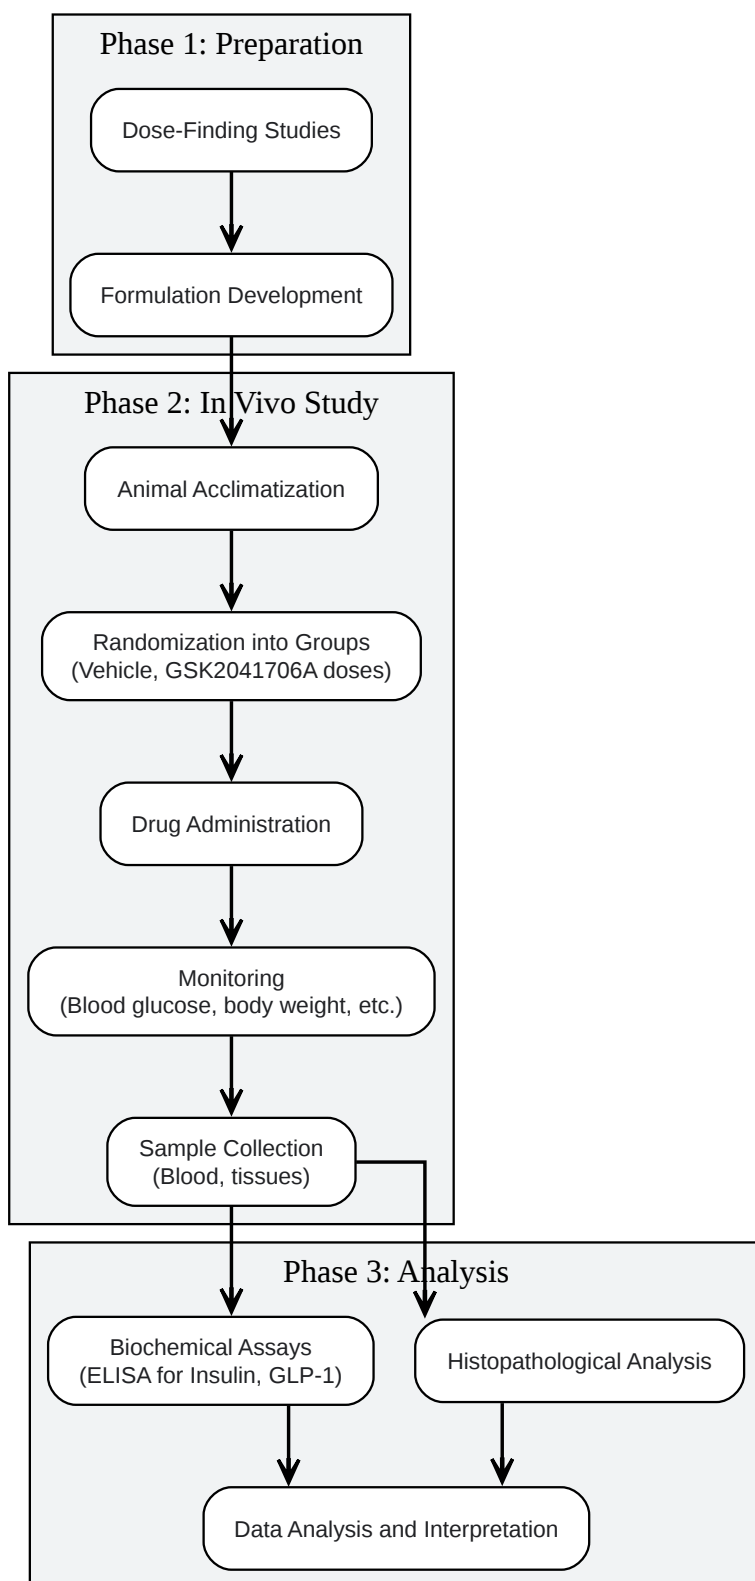 Phase 1: Preparation
Dose-Finding Studies
Formulation Development
Phase 2: In Vivo Study
Animal Acclimatization
Randomization into Groups
(Vehicle, GSK2041706A doses)
Drug Administration
Monitoring
(Blood glucose, body weight, etc.)
Sample Collection
(Blood, tissues)
Phase 3: Analysis
Biochemical Assays
(ELISA for Insulin, GLP-1)
Histopathological Analysis
Data Analysis and Interpretation